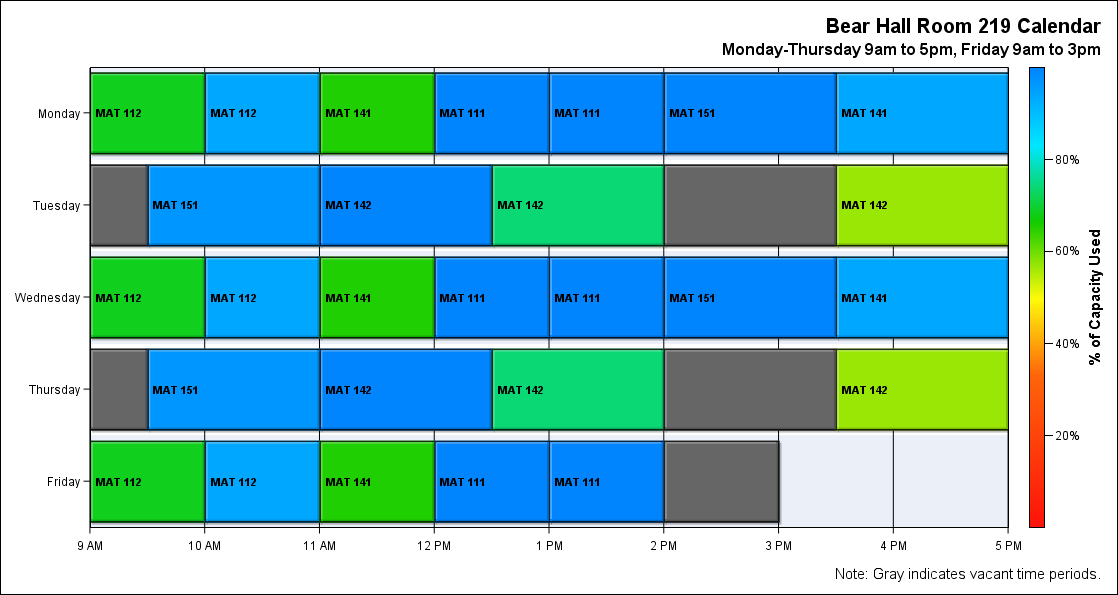 Bear Hall Room 219 Calendar
Monday-Thursday 9am to 5pm, Friday 9am to 3pm
Monday MAT 112 MAT 112 MAT 141 MAT 111 MAT 111 MAT 151 MAT 141
Tuesday MAT 151 MAT 142 MAT 142 MAT 142
Wednesday MAT 112 MAT 112 MAT 141 MAT 111 MAT 111 MAT 151 MAT 141
Thursday MAT 151 MAT 142 MAT 142 MAT 142
Friday MAT 112 MAT 112 MAT 141 MAT 111 MAT 111
9 AM 10 AM 11 AM 12 PM 1 PM 2 PM 3 PM 4 PM 5 PM
80%
60%
40%
20%
% of Capacity Used
Note: Gray indicates vacant time periods.